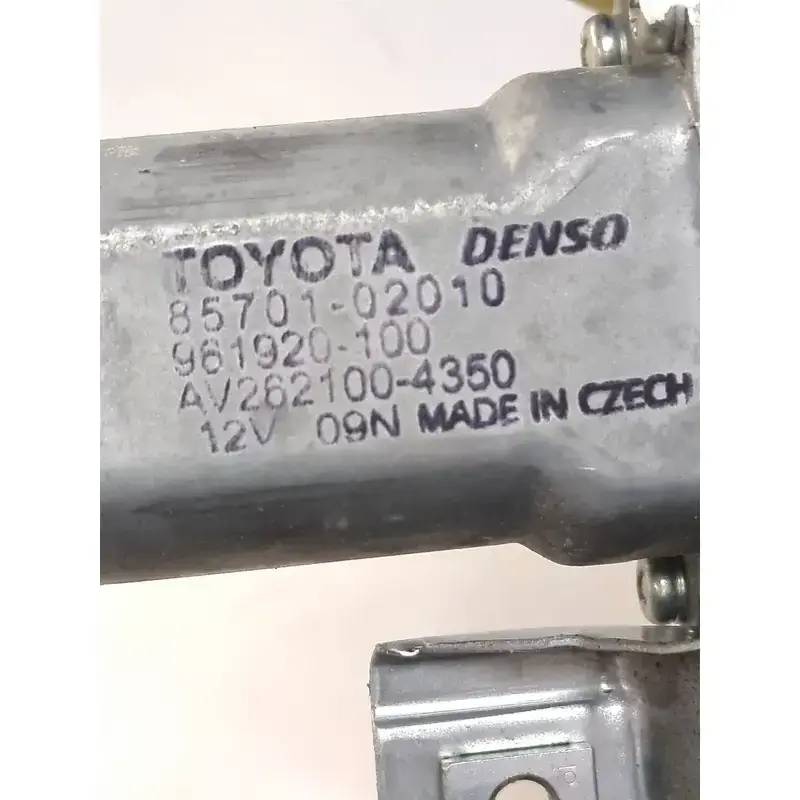 TOYOTA DENSO
85701-02010
961920-100
AV262100-4350
12V 09N MADE IN CZECH